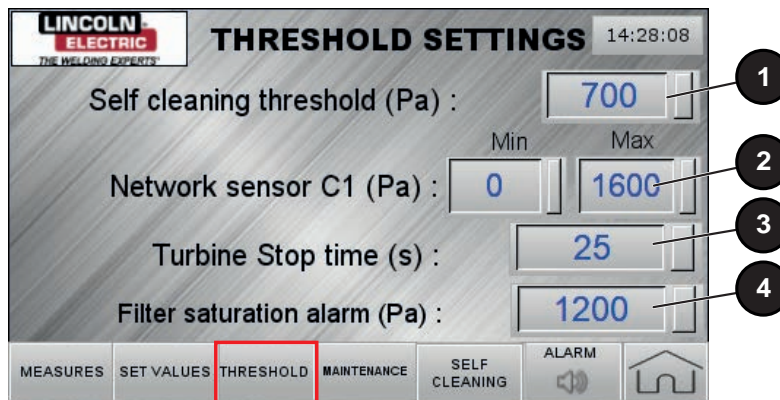 LINCOLN
ELECTRIC
THE WELDING EXPERTS®
THRESHOLD SETTINGS
14:28:08
Self cleaning threshold (Pa) : 700
1
Min Max
Network sensor C1 (Pa) : 0 1600
2
Turbine Stop time (s) : 25
3
Filter saturation alarm (Pa) : 1200
4
MEASURES SET VALUES THRESHOLD MAINTENANCE SELF CLEANING ALARM